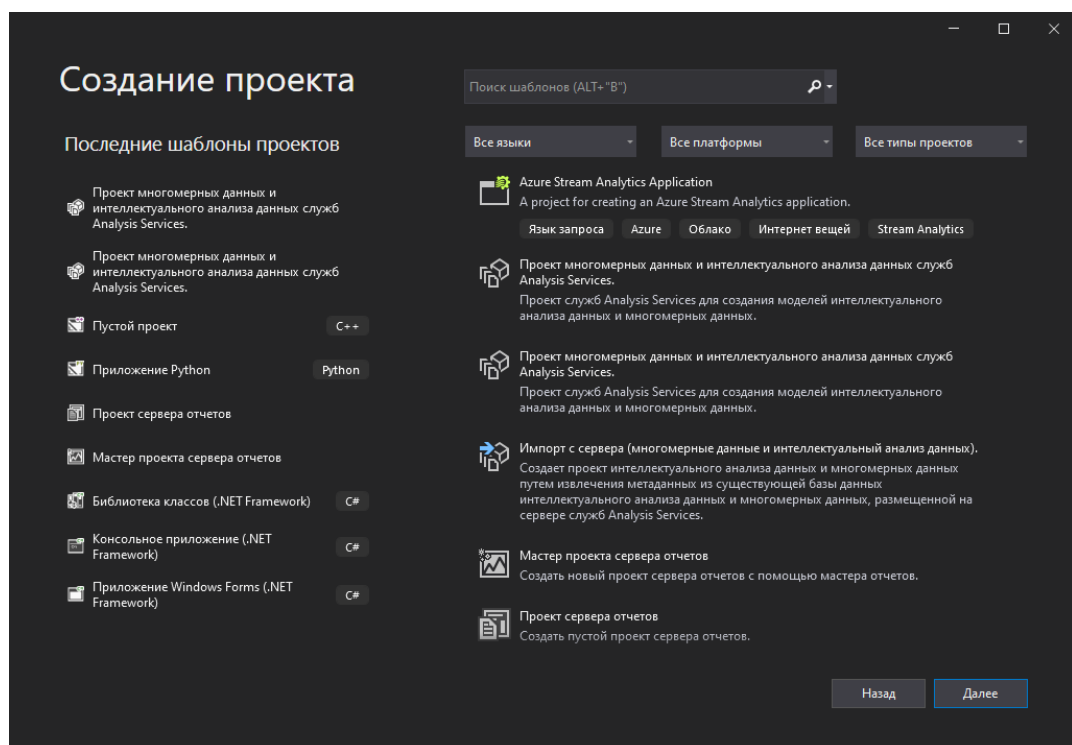 Создание проекта
Поиск шаблонов (ALT+"B")
Последние шаблоны проектов
Все языки
Все платформы
Все типы проектов
Проект многомерных данных и
интеллектуального анализа данных служб
Analysis Services.
Проект многомерных данных и
интеллектуального анализа данных служб
Analysis Services.
Пустой проект
C++
Приложение Python
Python
Проект сервера отчетов
Мастер проекта сервера отчетов
Библиотека классов (.NET Framework)
C#
Консольное приложение (.NET
Framework)
C#
Приложение Windows Forms (.NET
Framework)
C#
Azure Stream Analytics Application
A project for creating an Azure Stream Analytics application.
Язык запроса
Azure
Облако
Интернет вещей
Stream Analytics
Проект многомерных данных и интеллектуального анализа данных служб
Analysis Services.
Проект служб Analysis Services для создания моделей интеллектуального
анализа данных и многомерных данных.
Проект многомерных данных и интеллектуального анализа данных служб
Analysis Services.
Проект служб Analysis Services для создания моделей интеллектуального
анализа данных и многомерных данных.
Импорт с сервера (многомерные данные и интеллектуальный анализ данных).
Создает проект интеллектуального анализа данных и многомерных данных
путем извлечения метаданных из существующей базы данных
интеллектуального анализа данных и многомерных данных, размещенной на
сервере служб Analysis Services.
Мастер проекта сервера отчетов
Создать новый проект сервера отчетов с помощью мастера отчетов.
Проект сервера отчетов
Создать пустой проект сервера отчетов.
Назад
Далее